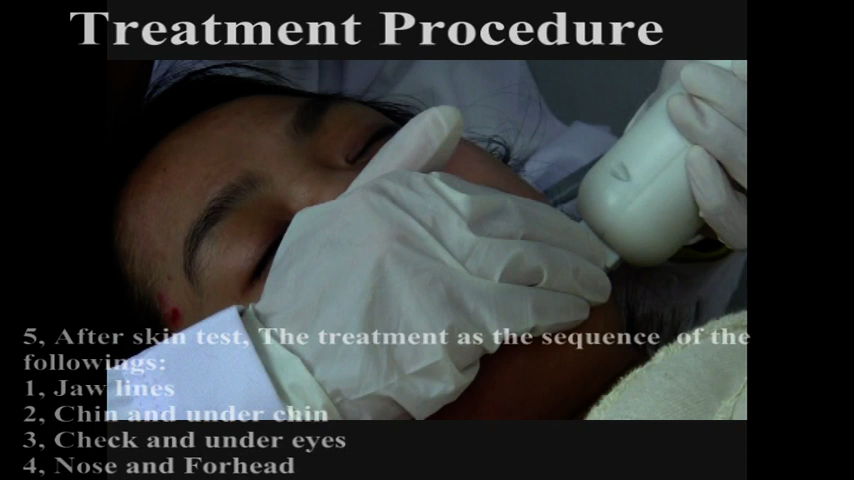 Treatment Procedure
5, After skin test, The treatment as the sequence of the
followings:
1, Jaw lines
2, Chin and under chin
3, Check and under eyes
4, Nose and Forhead